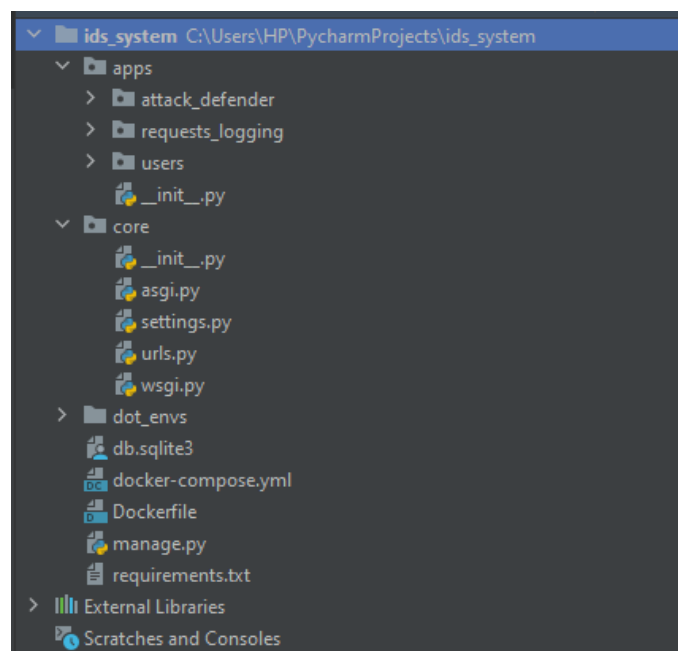 ids_system C:\Users\HP\PycharmProjects\ids_system
apps
attack_defender
requests_logging
users
__init__.py
core
__init__.py
asgi.py
settings.py
urls.py
wsgi.py
dot_envs
db.sqlite3
DC docker-compose.yml
D Dockerfile
manage.py
requirements.txt
External Libraries
Scratches and Consoles